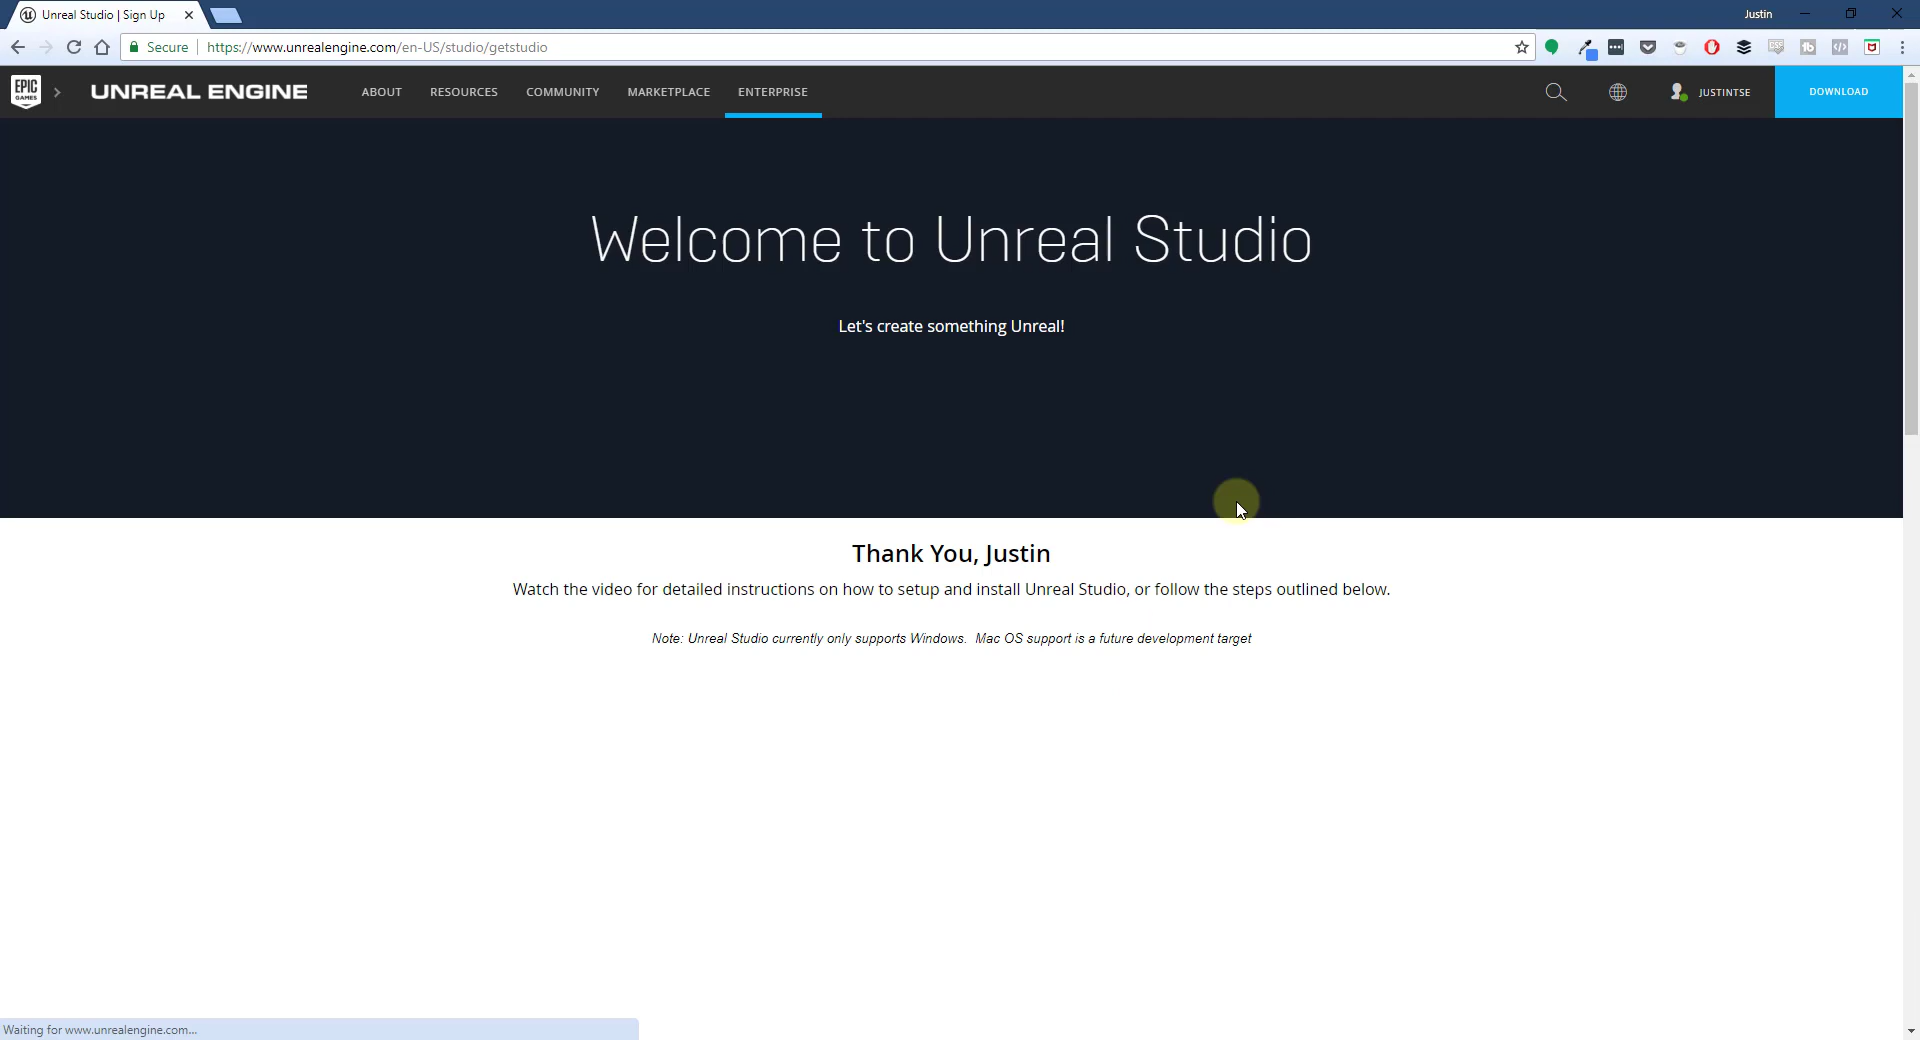 Unreal Studio | Sign Up
Justin
Secure
https://www.unrealengine.com/en-US/studio/getstudio
EPIC GAMES
UNREAL ENGINE
ABOUT
RESOURCES
COMMUNITY
MARKETPLACE
ENTERPRISE
JUSTINTSE
DOWNLOAD
Welcome to Unreal Studio
Let's create something Unreal!
Thank You, Justin
Watch the video for detailed instructions on how to setup and install Unreal Studio, or follow the steps outlined below.
Note: Unreal Studio currently only supports Windows.  Mac OS support is a future development target
Waiting for www.unrealengine.com...